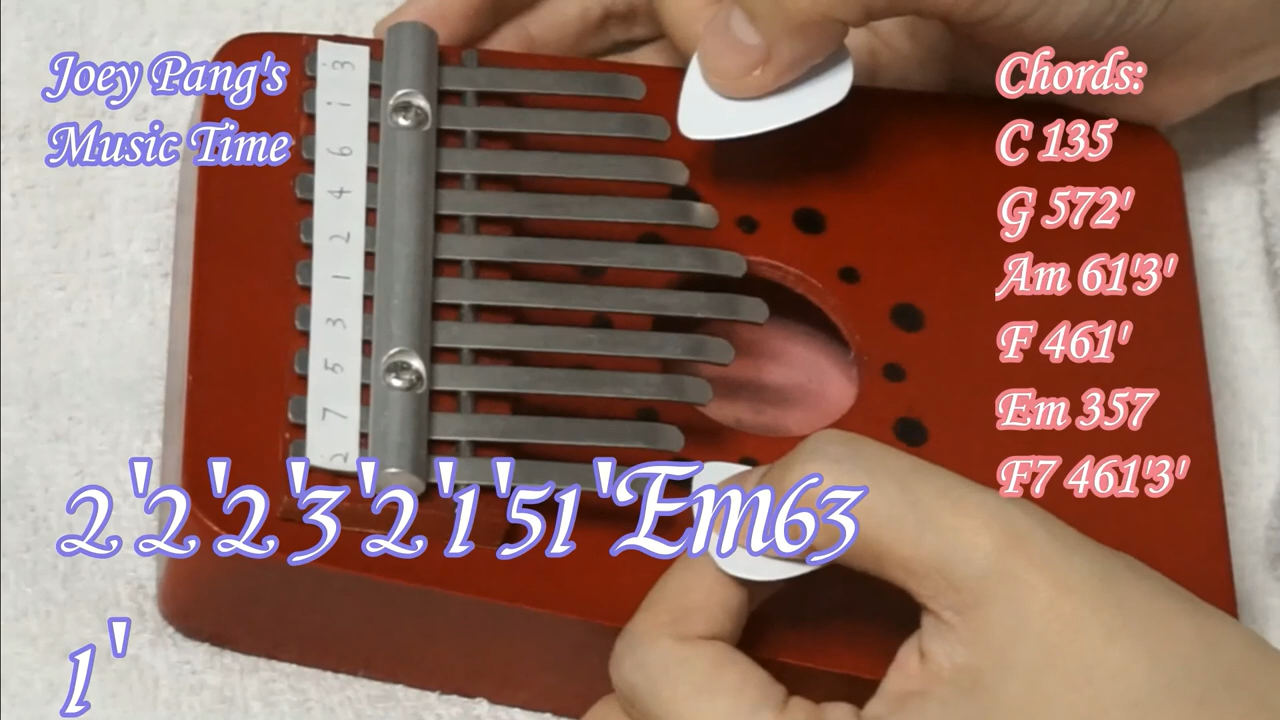 Joey Pang's
Music Time
Chords:
C 135
G 572'
Am 61'3'
F 461'
Em 357
F7 461'3'
3
1
6
4
2
1
3
5
7
2
2'2'2'3'2'1'51'Em63
1'